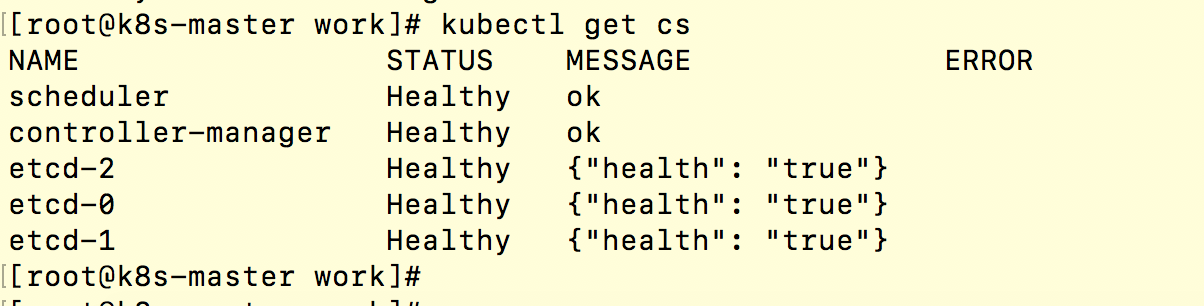 [[root@k8s-master work]# kubectl get cs
NAME                 STATUS    MESSAGE              ERROR
scheduler            Healthy   ok
controller-manager   Healthy   ok
etcd-2               Healthy   {"health": "true"}
etcd-0               Healthy   {"health": "true"}
etcd-1               Healthy   {"health": "true"}
[[root@k8s-master work]#